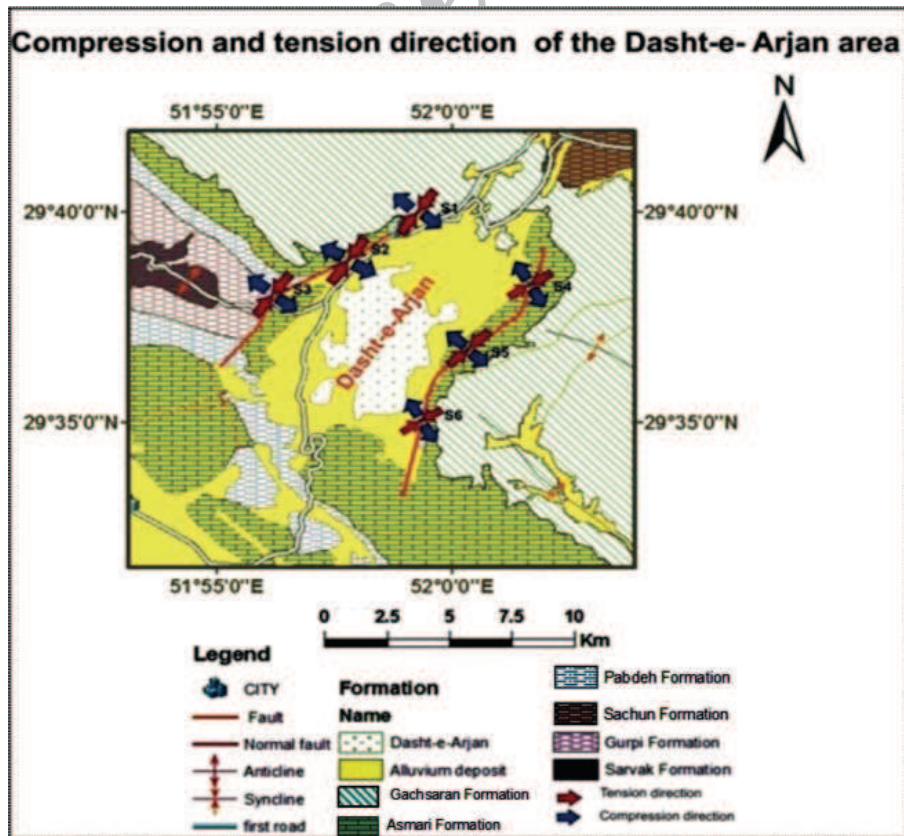 Compression and tension direction of the Dasht-e- Arjan area
N
51°55'0"E
52°0'0"E
29°40'0"N
29°40'0"N
S1
S2
S3
S4
Dasht-e-Arjan
S5
S6
29°35'0"N
29°35'0"N
51°55'0"E
52°0'0"E
0 2.5 5 7.5 10
Km
Legend
CITY
Fault
Normal fault
Anticline
Syncline
first road
Formation
Name
Dasht-e-Arjan
Alluvium deposit
Gachsaran Formation
Asmari Formation
Pabdeh Formation
Sachun Formation
Gurpi Formation
Sarvak Formation
Tension direction
Compression direction